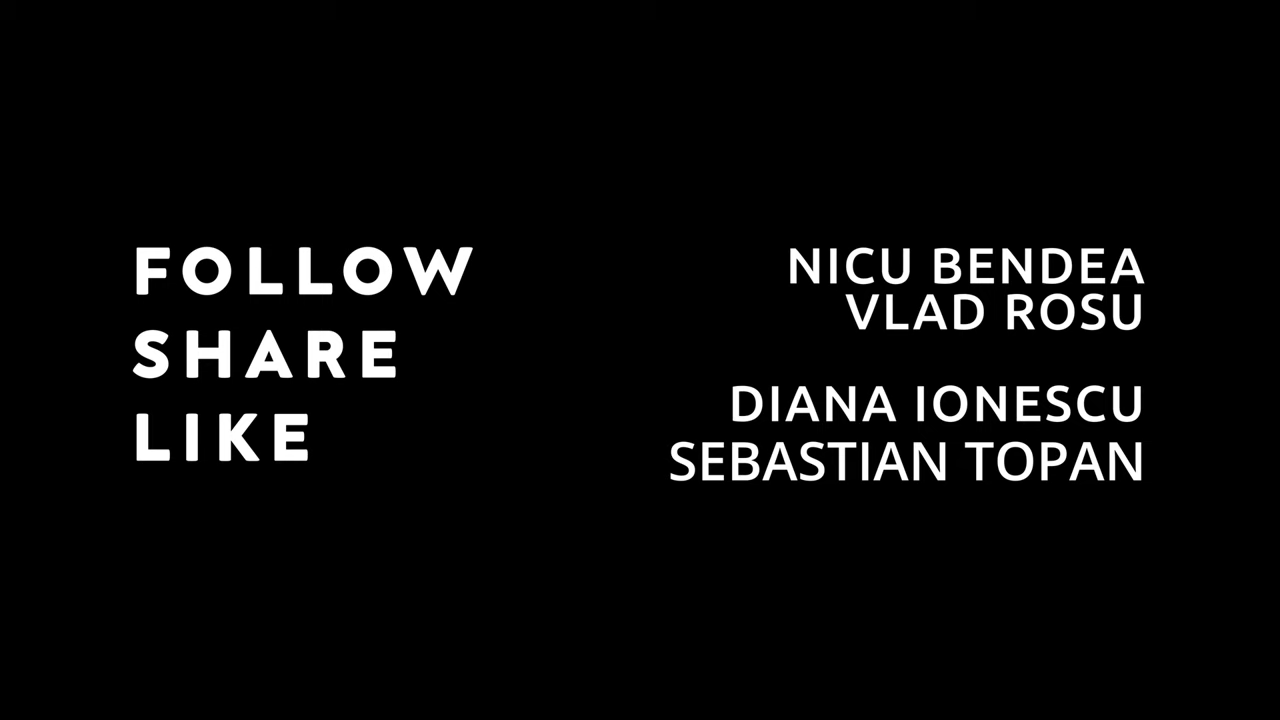 FOLLOW
SHARE
LIKE
NICU BENDEA
VLAD ROSU
DIANA IONESCU
SEBASTIAN TOPAN